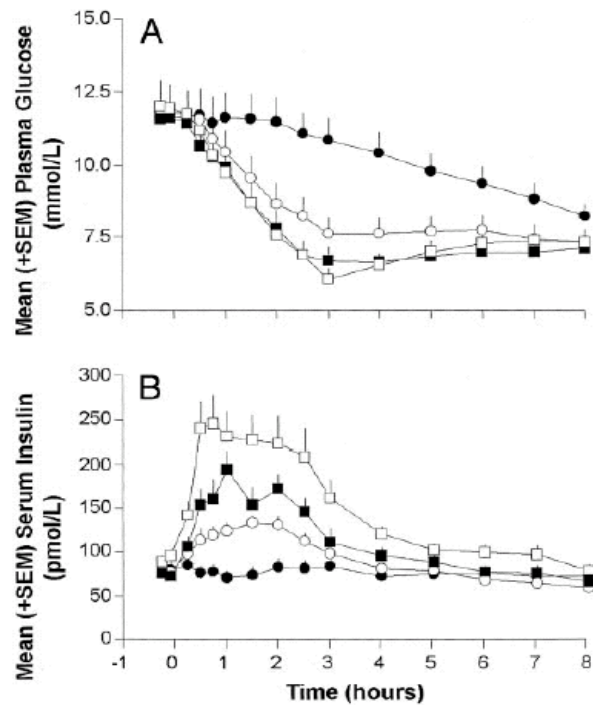 A
15.0
12.5
10.0
7.5
5.0
Mean (+SEM) Plasma Glucose
(mmol/L)
B
300
250
200
150
100
50
0
Mean (+SEM) Serum Insulin
(pmol/L)
-1 0 1 2 3 4 5 6 7 8
Time (hours)